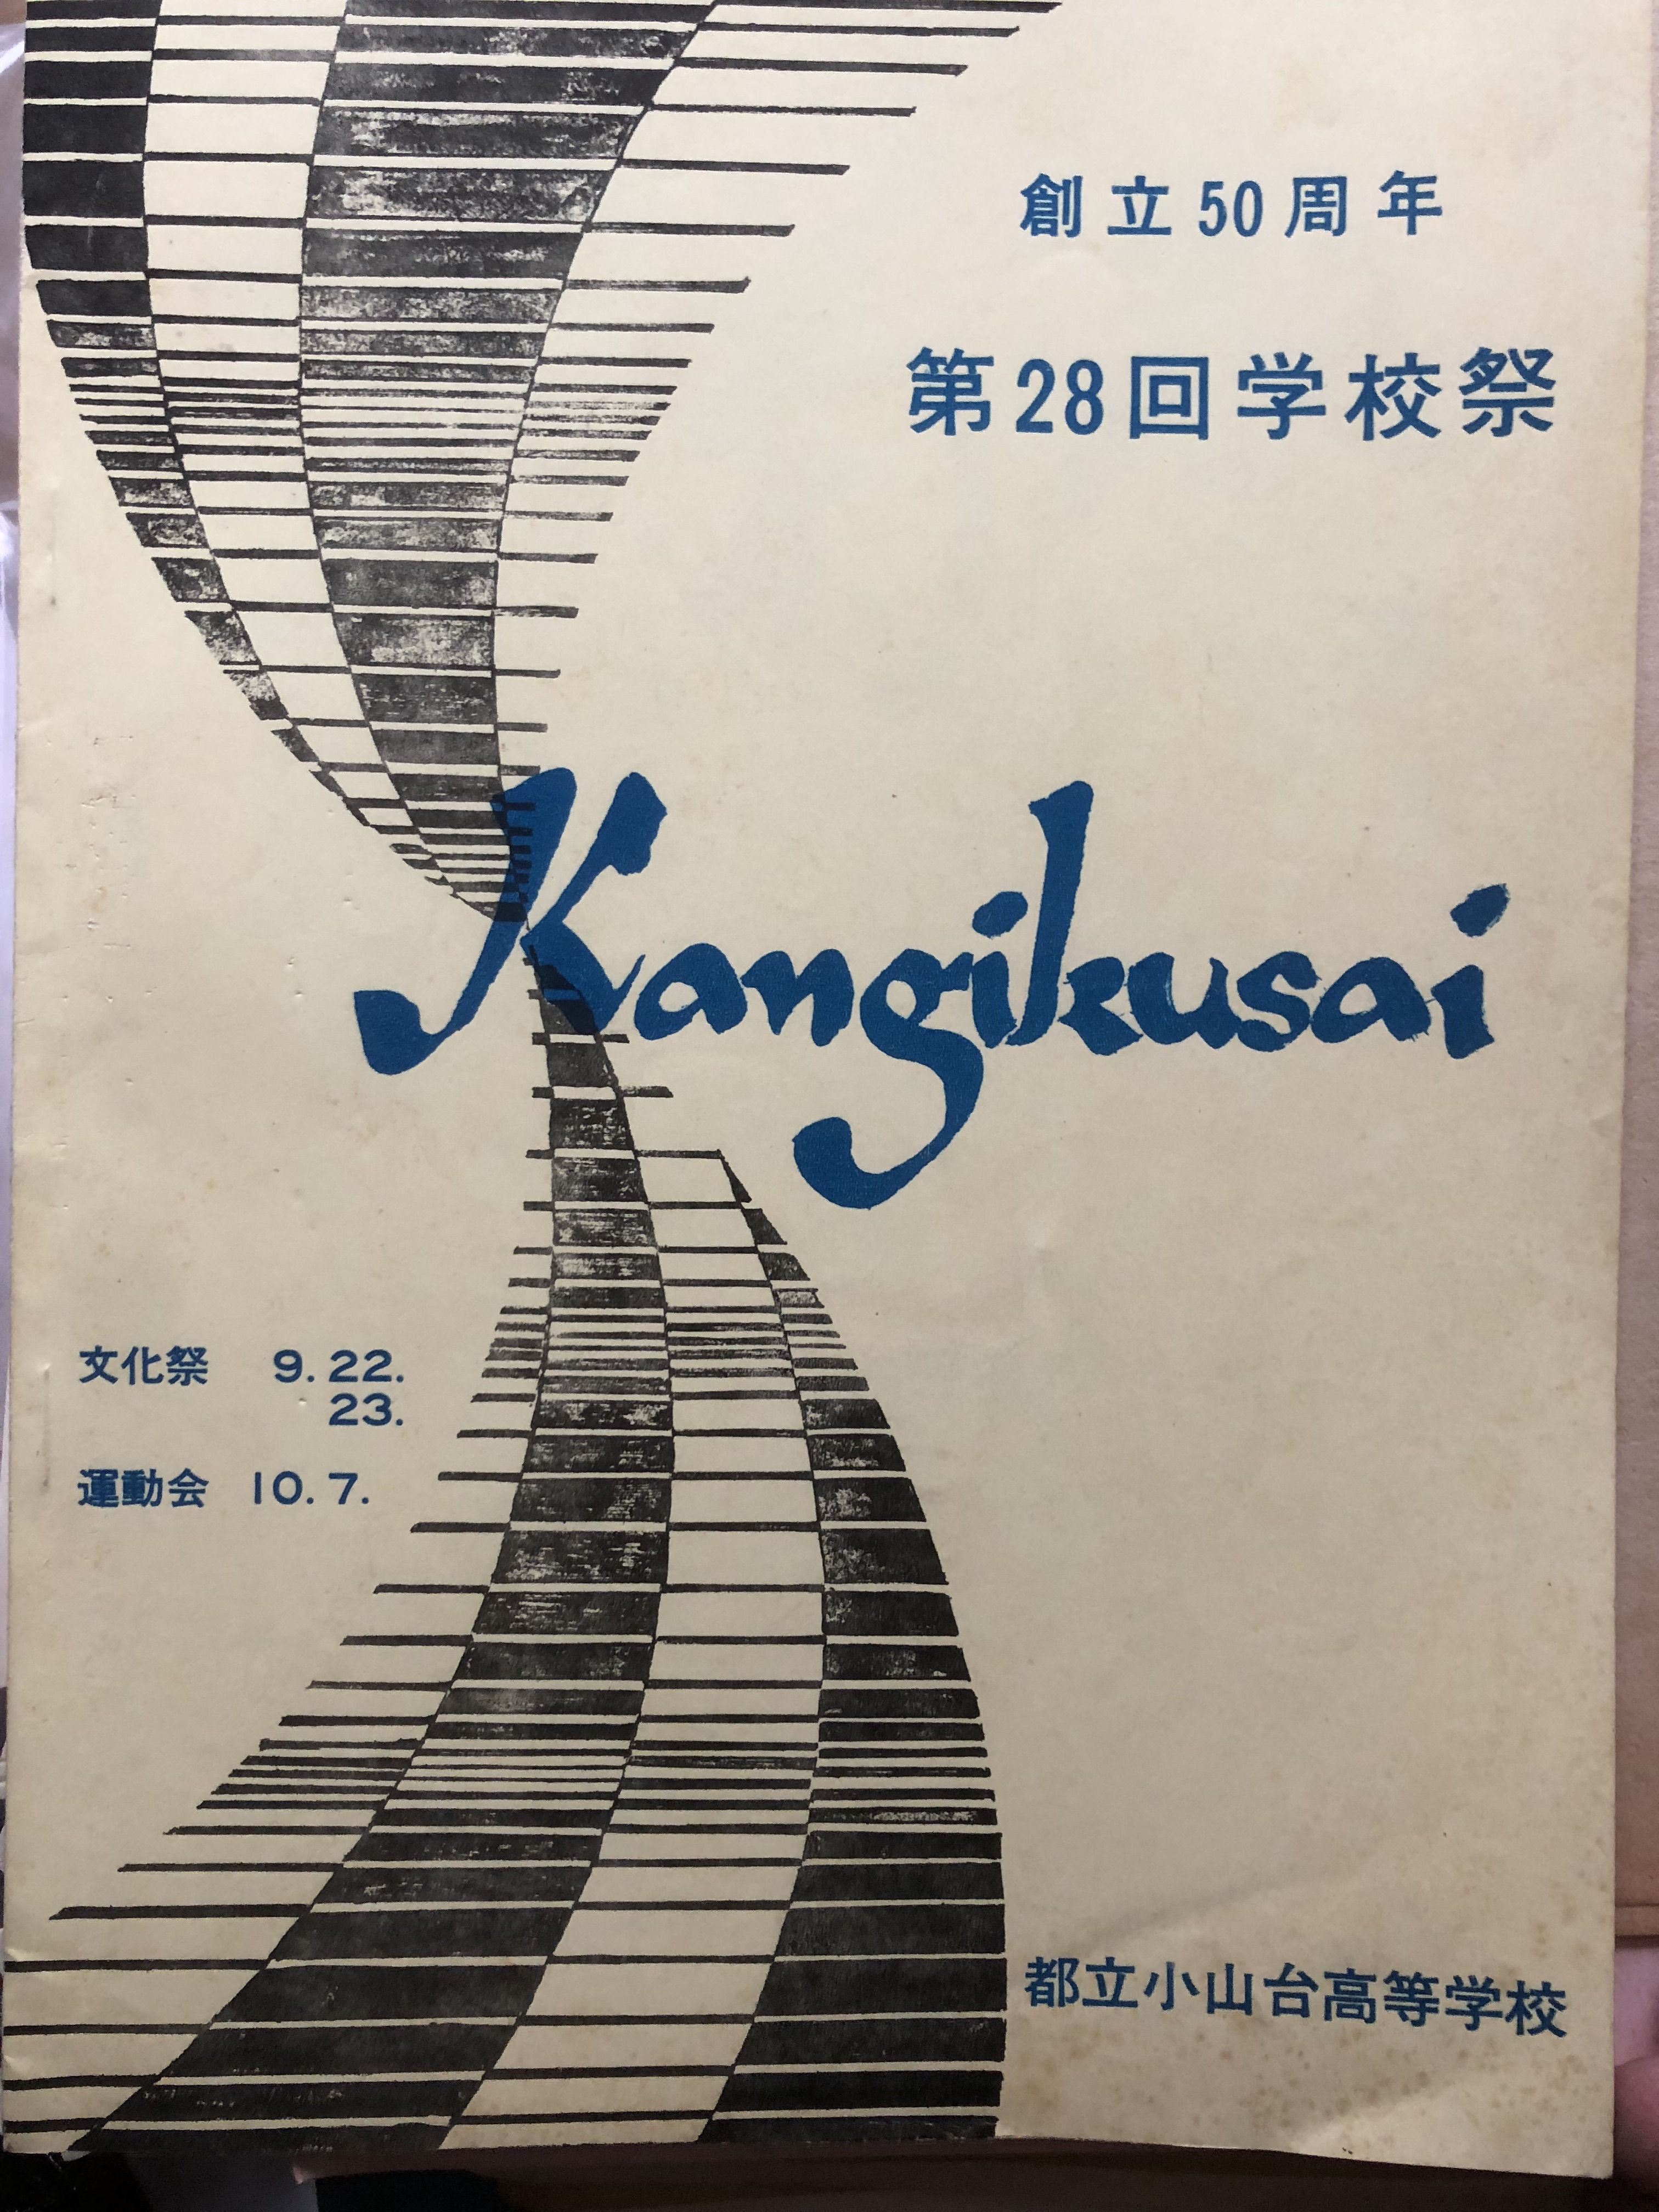 創立50周年
第28回学校祭
Kangikusai
文化祭 9. 22.
23.
運動会 10. 7.
都立小山台高等学校